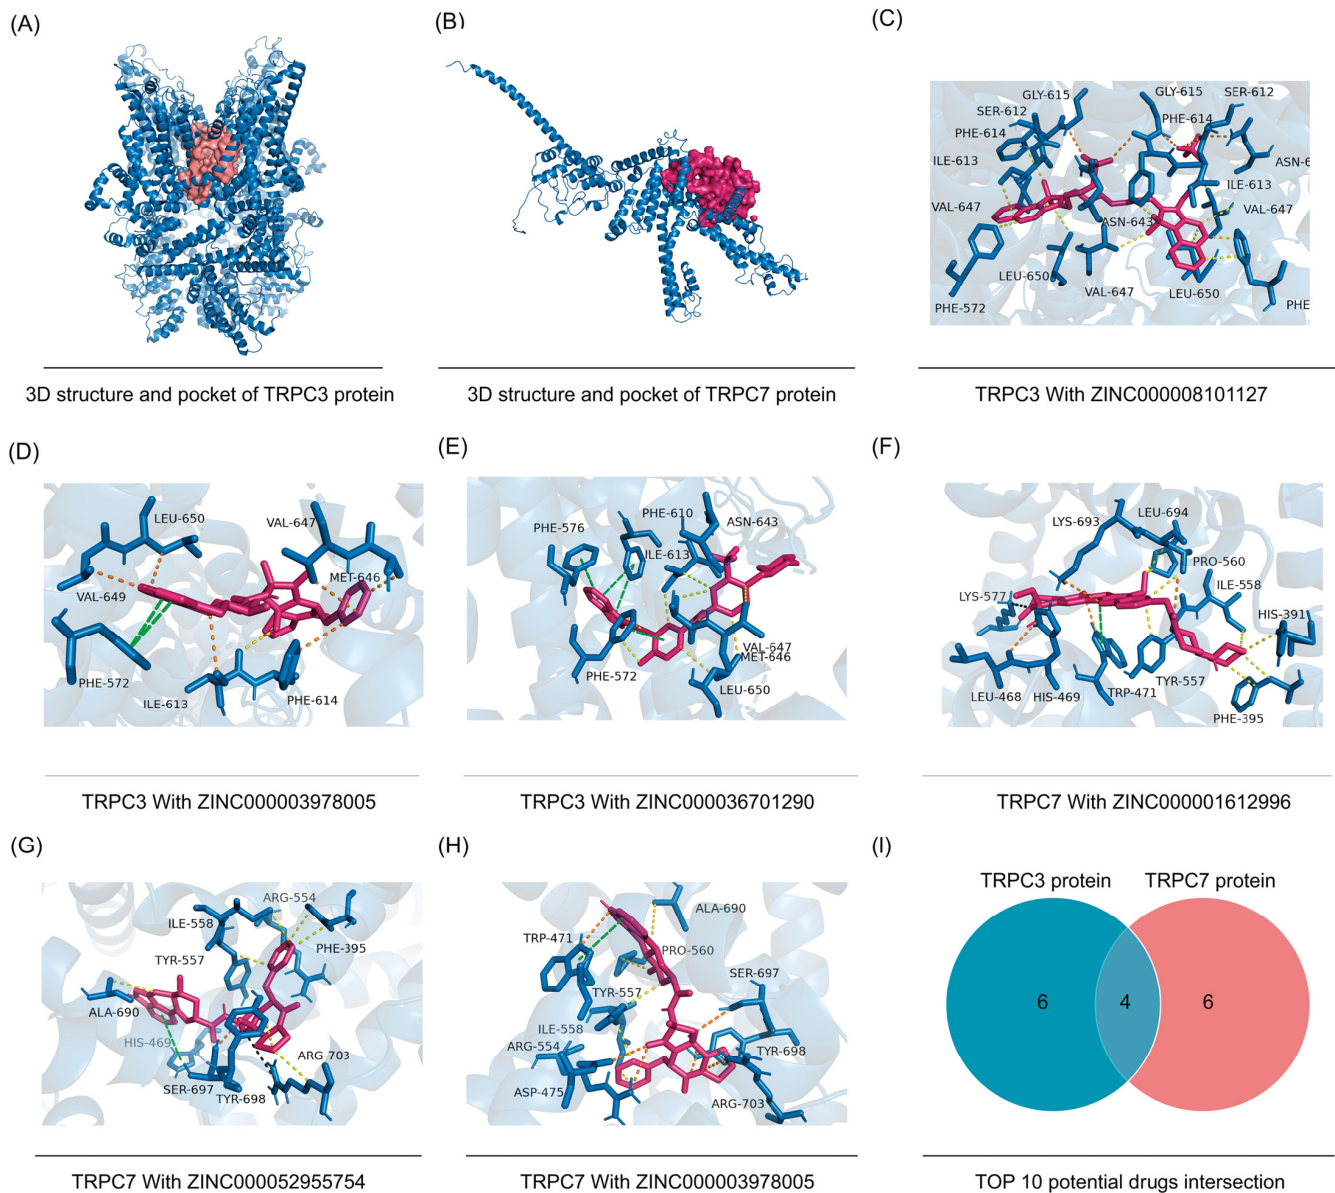 (A)
3D structure and pocket of TRPC3 protein
(B)
3D structure and pocket of TRPC7 protein
(C)
GLY-615
SER-612
PHE-614
ILE-613
VAL-647
PHE-572
LEU-650
VAL-647
ASN-643
GLY-615
PHE-614
SER-612
ASN-6
ILE-613
VAL-647
LEU-650
PHE
TRPC3 With ZINC000008101127
(D)
LEU-650
VAL-647
MET-646
VAL-649
PHE-572
ILE-613
PHE-614
TRPC3 With ZINC000003978005
(E)
PHE-576
PHE-610
ASN-643
ILE-613
PHE-572
VAL-647
MET-646
LEU-650
TRPC3 With ZINC000036701290
(F)
LYS-693
LEU-694
PRO-560
ILE-558
LYS-577
HIS-391
LEU-468
HIS-469
TRP-471
TYR-557
PHE-395
TRPC7 With ZINC000001612996
(G)
ARG-554
ILE-558
PHE-395
TYR-557
ALA-690
HIS-469
SER-697
TYR-698
ARG-703
TRPC7 With ZINC000052955754
(H)
ALA-690
TRP-471
PRO-560
SER-697
TYR-557
ILE-558
ARG-554
TYR-698
ASP-475
ARG-703
TRPC7 With ZINC000003978005
(I)
TRPC3 protein
TRPC7 protein
6
4
6
TOP 10 potential drugs intersection